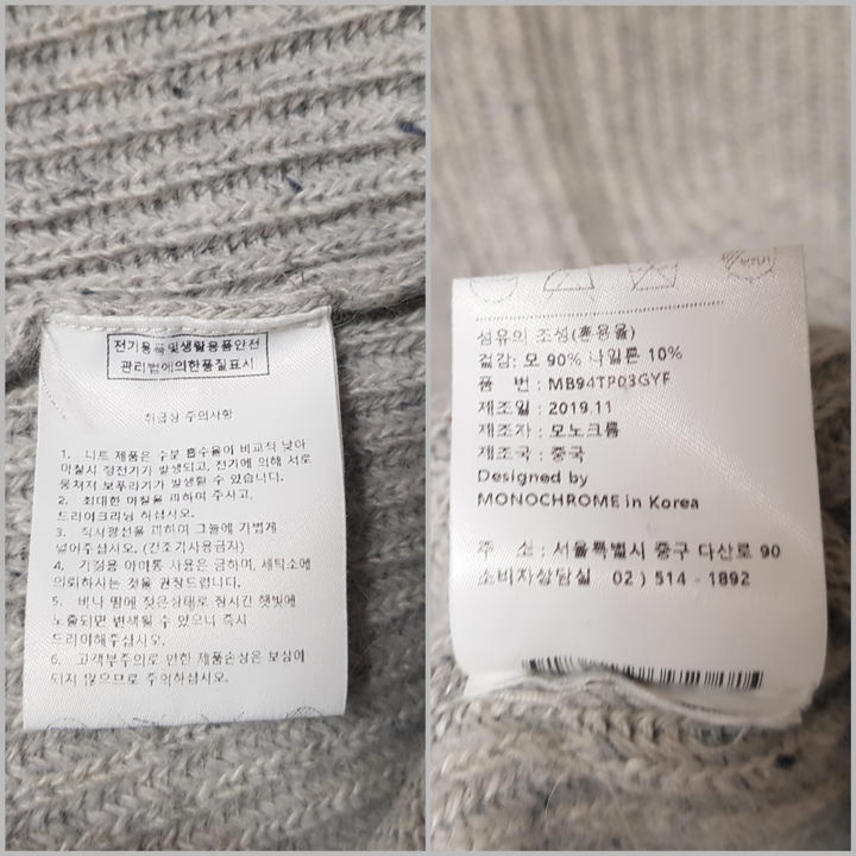 전기용품및생활용품안전
관리법에의한품질표시
취급상 주의사항
1. 니트 제품은 수분 흡수율이 비교적 낮아
마찰시 정전기가 발생되고, 전기에 의해 서로
뭉쳐져 보푸라기가 발생될 수 있습니다.
2. 최대한 마찰을 피하여 주시고,
드라이크리닝 하십시오.
3. 직사광선을 피하여 그늘에 가볍게
널어주십시오. (건조기사용금지)
4. 가정용 아이롱 사용은 금하며, 세탁소에
의뢰하시는 것을 권장드립니다.
5. 비나 땀에 젖은상태로 장시간 햇빛에
노출되면 변색될 수 있으니 즉시
드라이해주십시오.
6. 고객부주의로 인한 제품손상은 보상이
되지 않으므로 주의하십시오.
섬유의 조성(혼용율)
겉감: 모 90% 나일론 10%
품 번 : MB94TP03GYF
제조일 : 2019.11
제조자 : 모노크롬
제조국 : 중국
Designed by
MONOCHROME in Korea
주 소 : 서울특별시 중구 다산로 90
소비자상담실 02 ) 514 - 1892